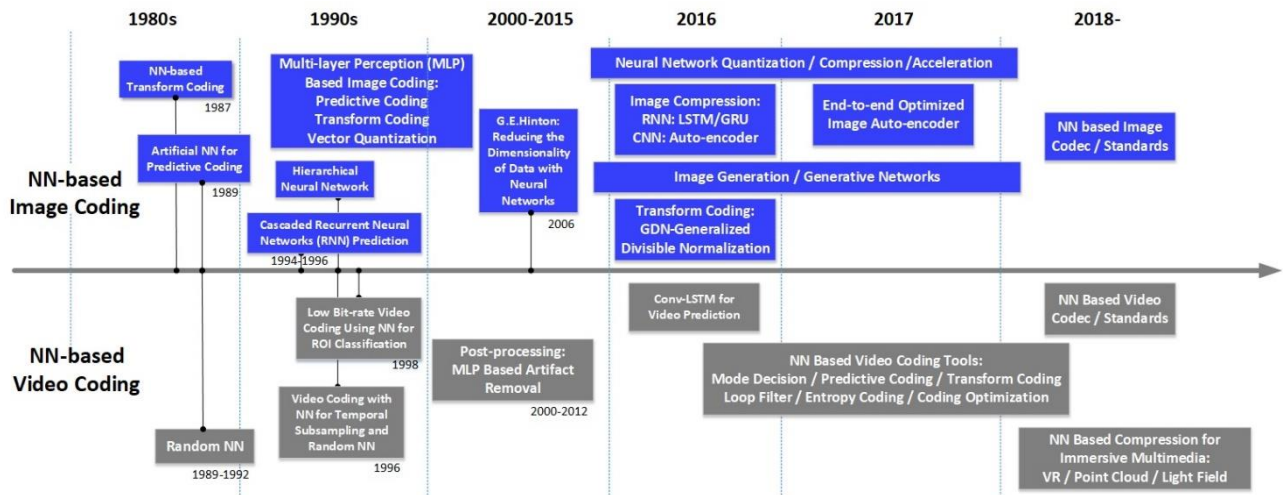 1980s
1990s
2000-2015
2016
2017
2018-
NN-based
Image Coding
NN-based
Transform Coding
1987
Artificial NN for
Predictive Coding
1989
Multi-layer Perception (MLP)
Based Image Coding:
Predictive Coding
Transform Coding
Vector Quantization
Hierarchical
Neural Network
Cascaded Recurrent Neural
Networks (RNN) Prediction
1994-1996
G.E.Hinton:
Reducing the
Dimensionality
of Data with
Neural
Networks
2006
Neural Network Quantization / Compression /Acceleration
Image Compression:
RNN: LSTM/GRU
CNN: Auto-encoder
End-to-end Optimized
Image Auto-encoder
Image Generation / Generative Networks
Transform Coding:
GDN-Generalized
Divisible Normalization
NN based Image
Codec / Standards
NN-based
Video Coding
Random NN
1989-1992
Low Bit-rate Video
Coding Using NN for
ROI Classification
1998
Video Coding with
NN for Temporal
Subsampling and
Random NN
1996
Post-processing:
MLP Based Artifact
Removal
2000-2012
Conv-LSTM for
Video Prediction
NN Based Video Coding Tools:
Mode Decision / Predictive Coding / Transform Coding
Loop Filter / Entropy Coding / Coding Optimization
NN Based Video
Codec / Standards
NN Based Compression for
Immersive Multimedia:
VR / Point Cloud / Light Field